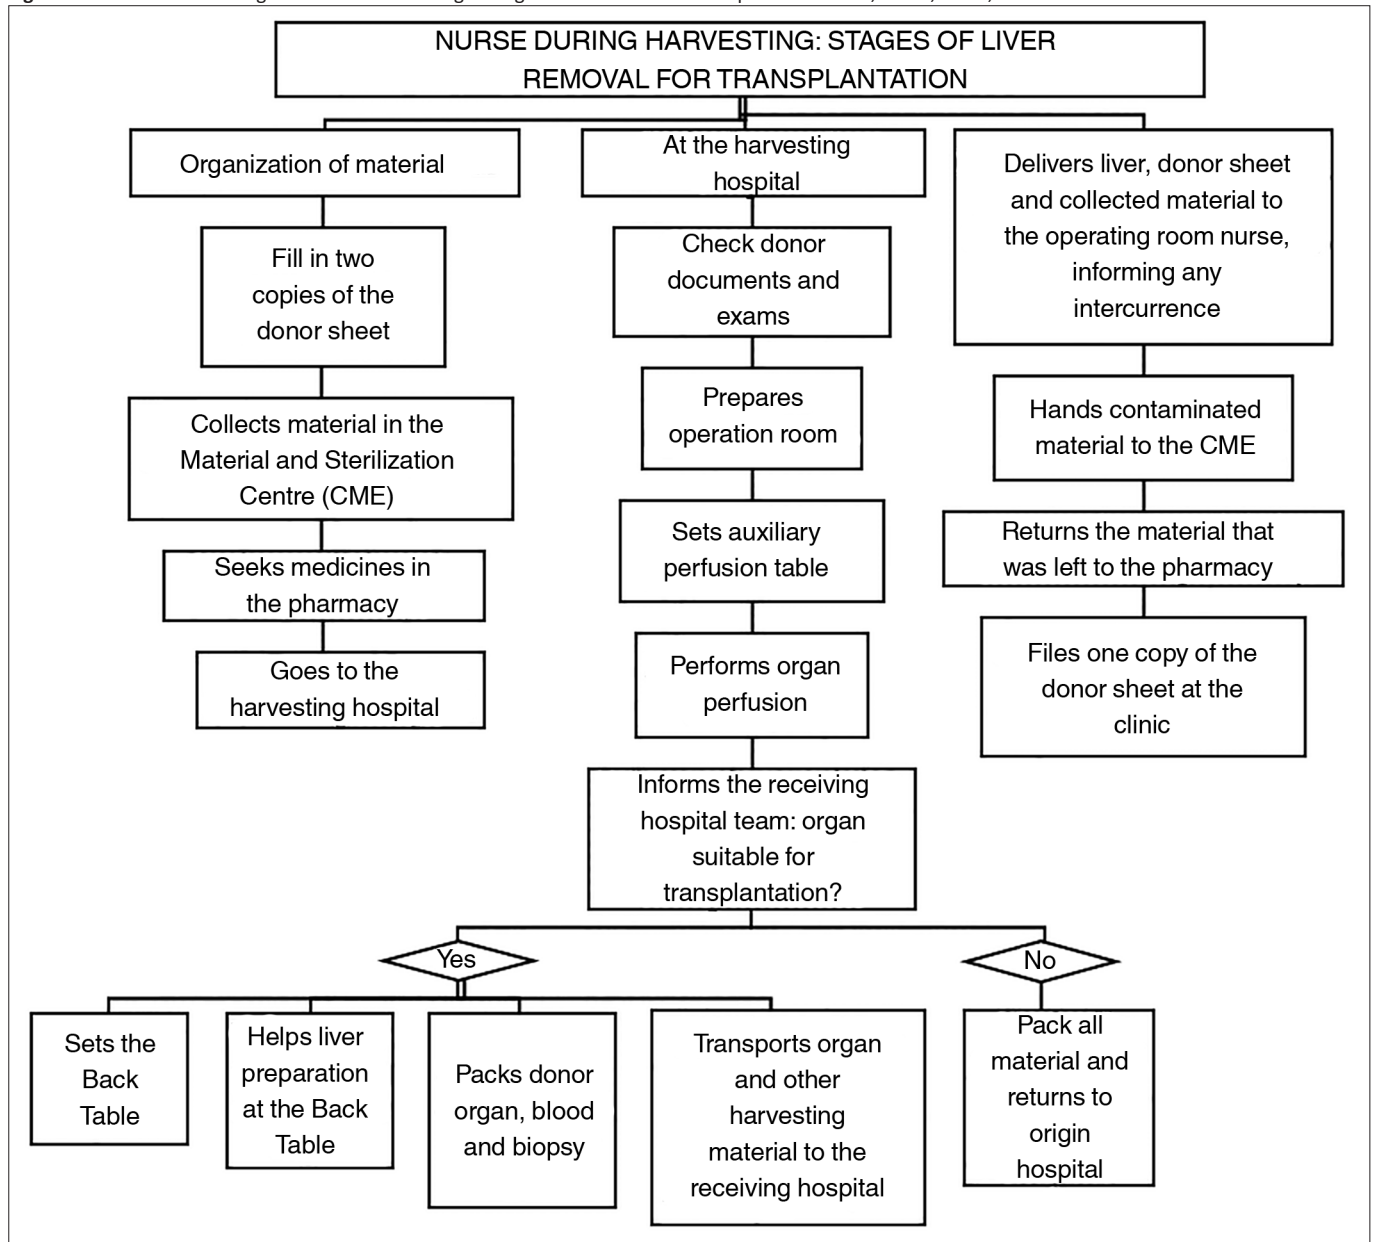 NURSE DURING HARVESTING: STAGES OF LIVER
REMOVAL FOR TRANSPLANTATION
Organization of material
Fill in two
copies of the
donor sheet
Collects material in the
Material and Sterilization
Centre (CME)
Seeks medicines in
the pharmacy
Goes to the
harvesting hospital
At the harvesting
hospital
Check donor
documents and
exams
Prepares
operation room
Sets auxiliary
perfusion table
Performs organ
perfusion
Informs the receiving
hospital team: organ
suitable for
transplantation?
Yes
Sets the
Back
Table
Helps liver
preparation
at the Back
Table
Packs donor
organ, blood
and biopsy
Transports organ
and other
harvesting
material to the
receiving hospital
No
Pack all
material and
returns to
origin
hospital
Delivers liver, donor sheet
and collected material to
the operating room nurse,
informing any
intercurrence
Hands contaminated
material to the CME
Returns the material that
was left to the pharmacy
Files one copy of the
donor sheet at the
clinic